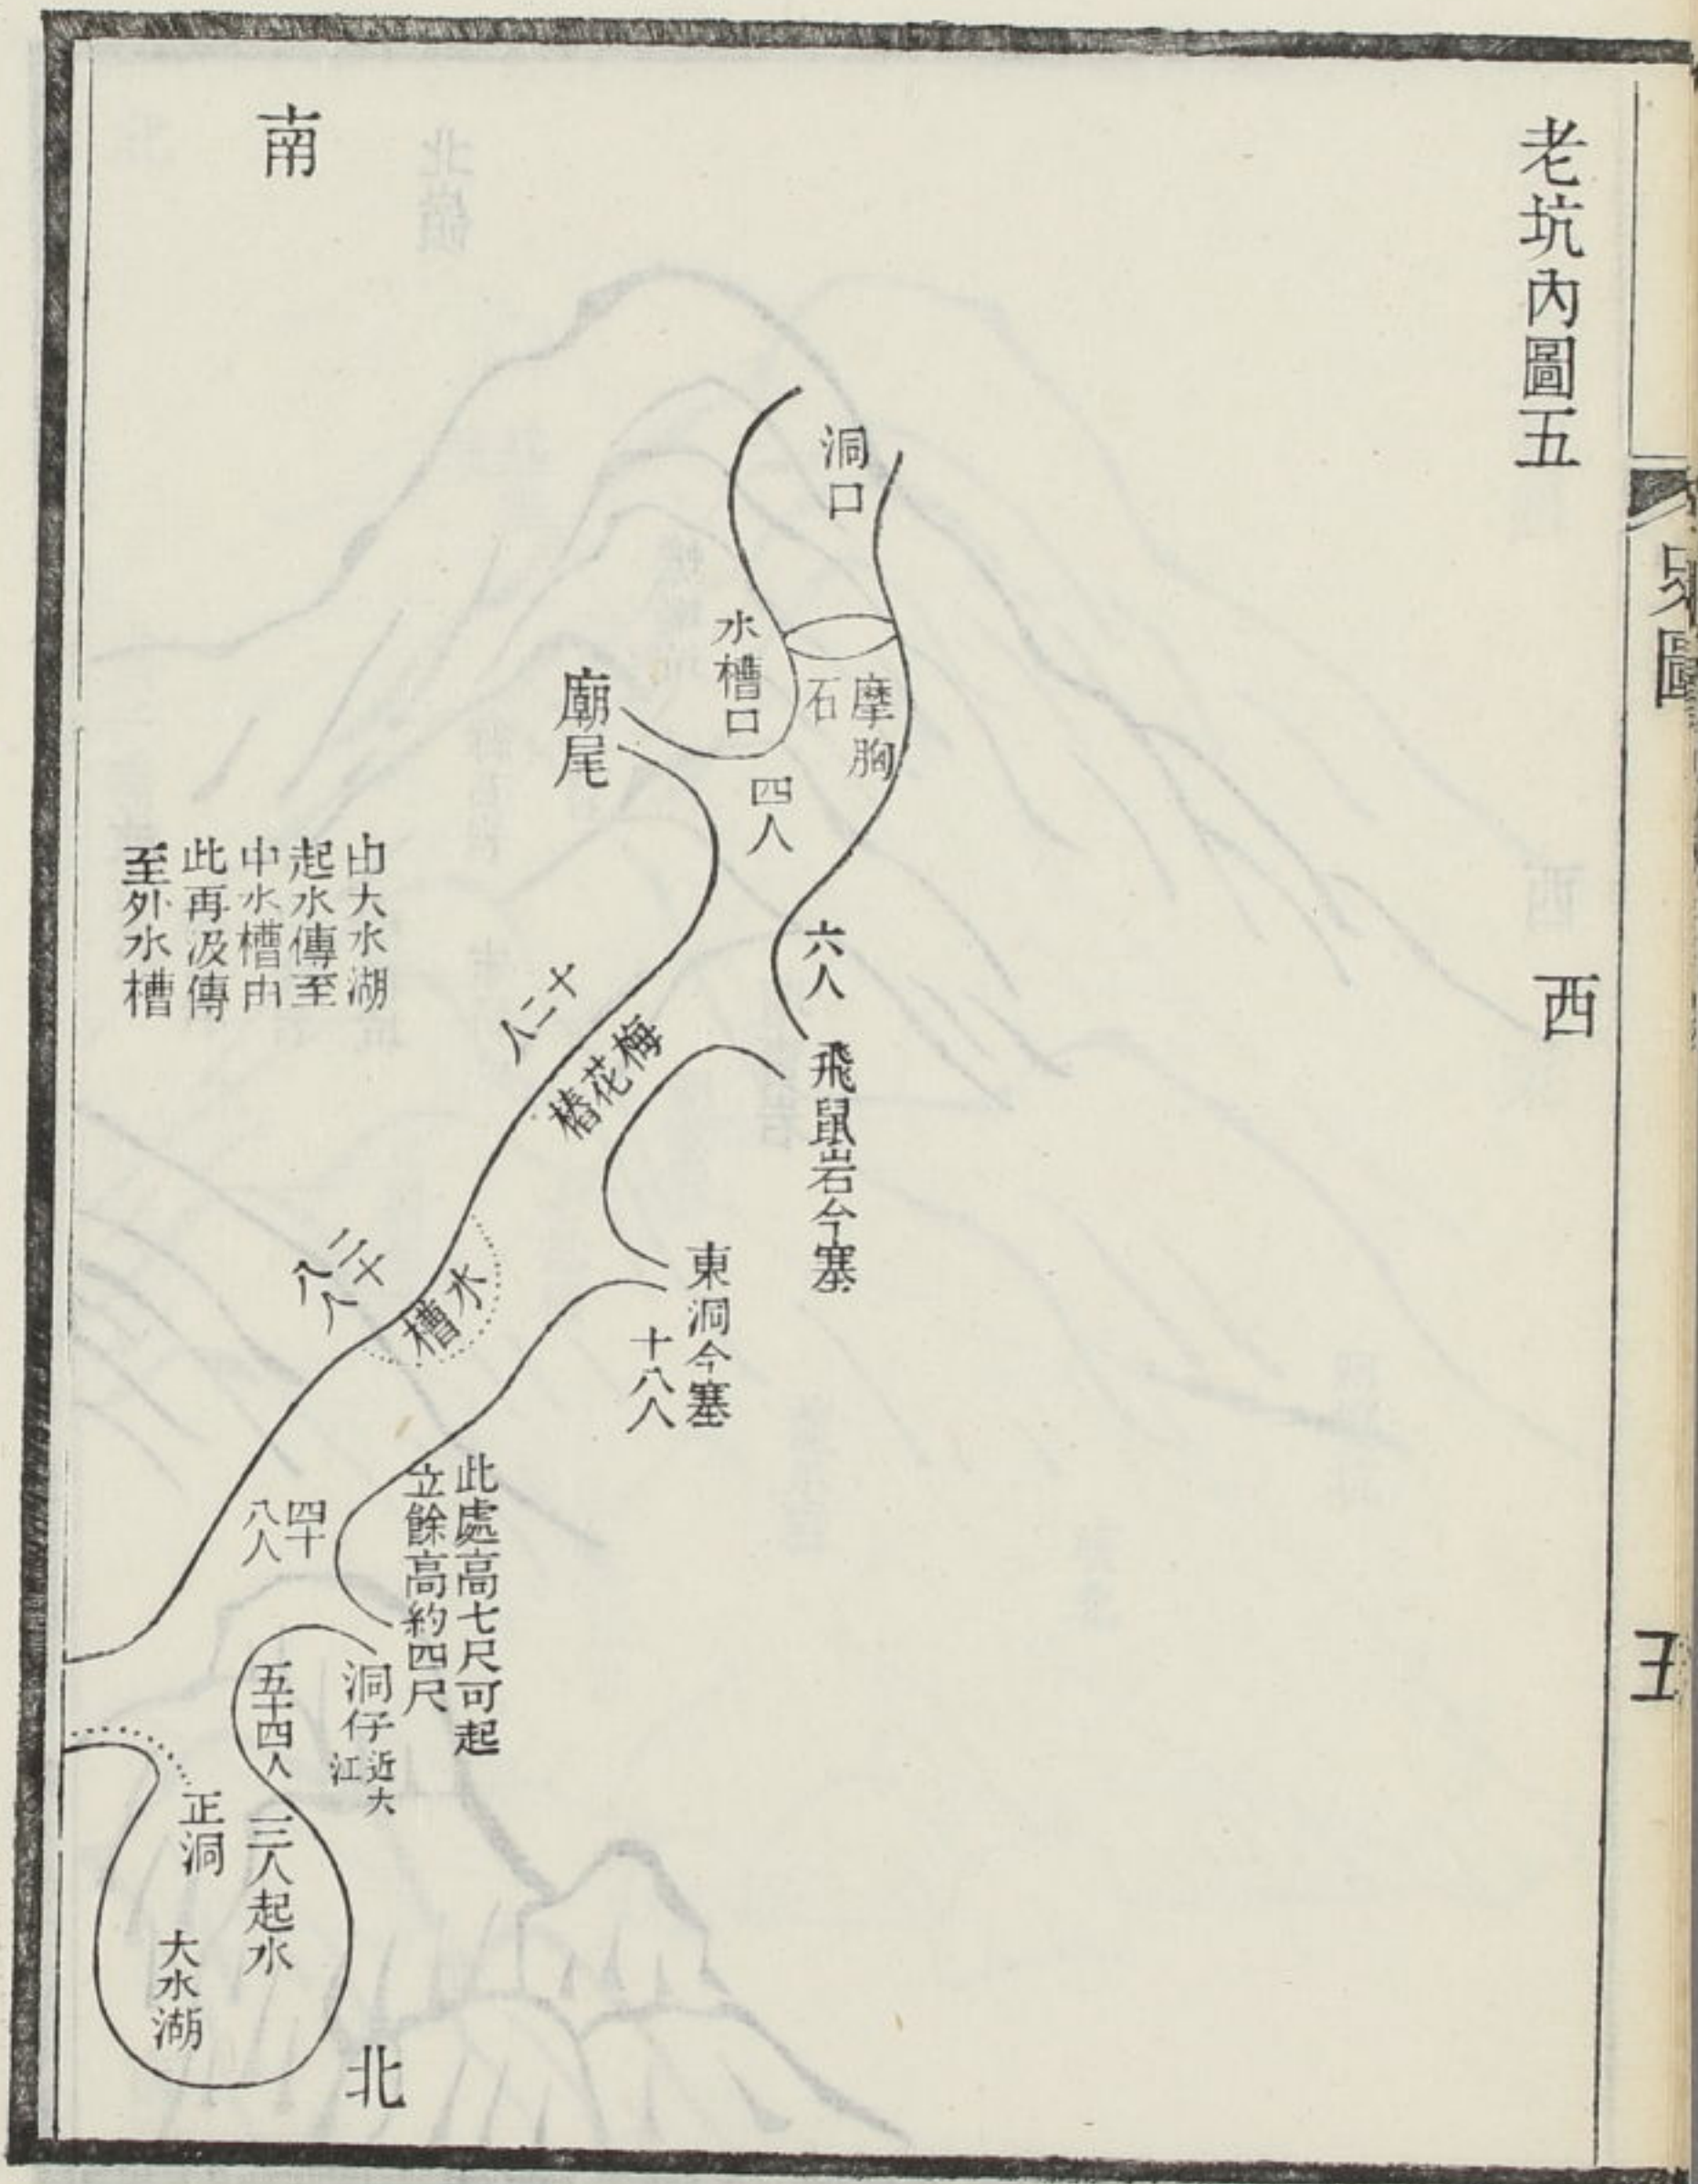 老坑內圖五
西
南
北
洞口
摩胸
石
水槽口
廟尾
四人
六人
飛鼠岩今塞
十二人
梅花樁
東洞今塞
十八人
水槽
二十
八人
此處高七尺可起
立餘高約四尺
四十
八人
洞仔近大
江
五十四人
三人起水
正洞
大水湖
由大水湖
起水傳至
中水槽由
此再汲傳
至外水槽
五